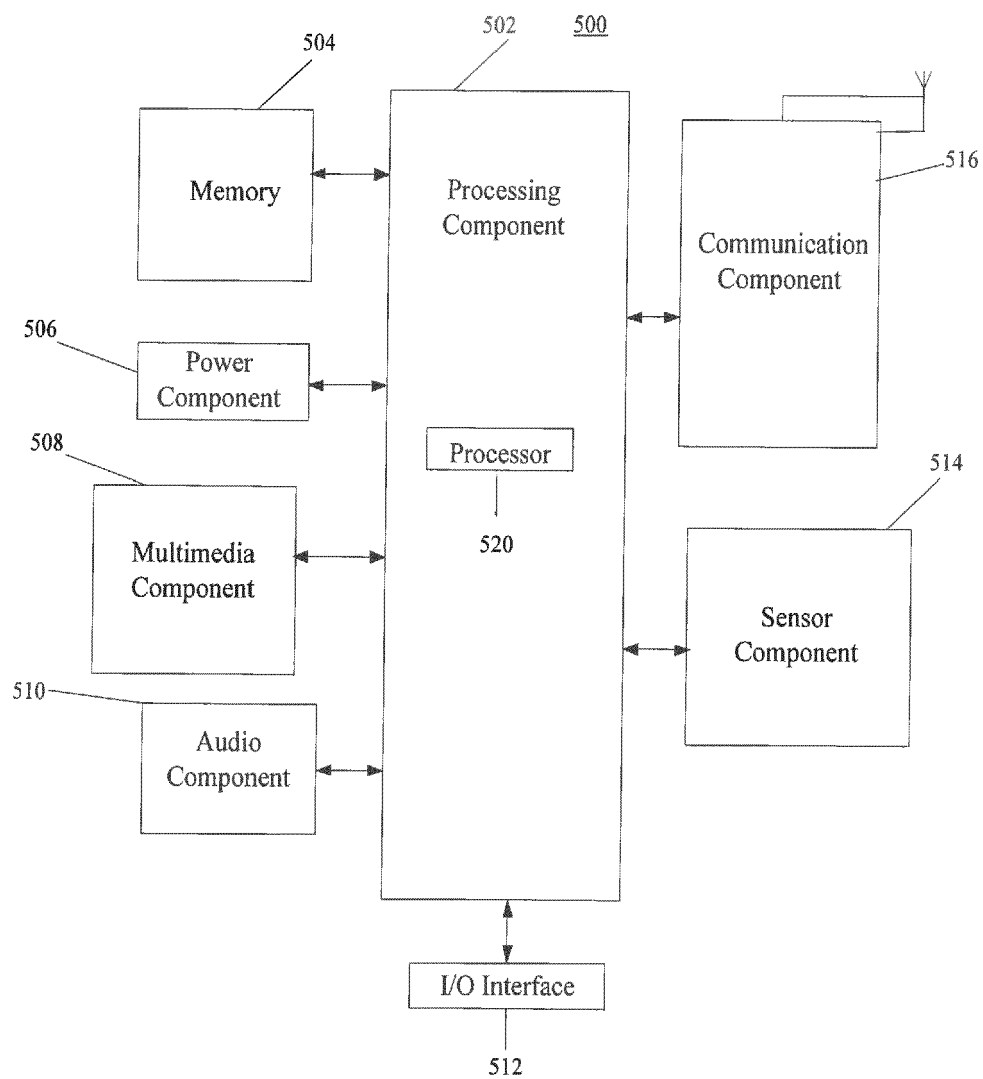 502
500
504
Memory
Processing
Component
516
Communication
Component
506
Power
Component
508
Processor
520
514
Multimedia
Component
Sensor
Component
510
Audio
Component
I/O Interface
512